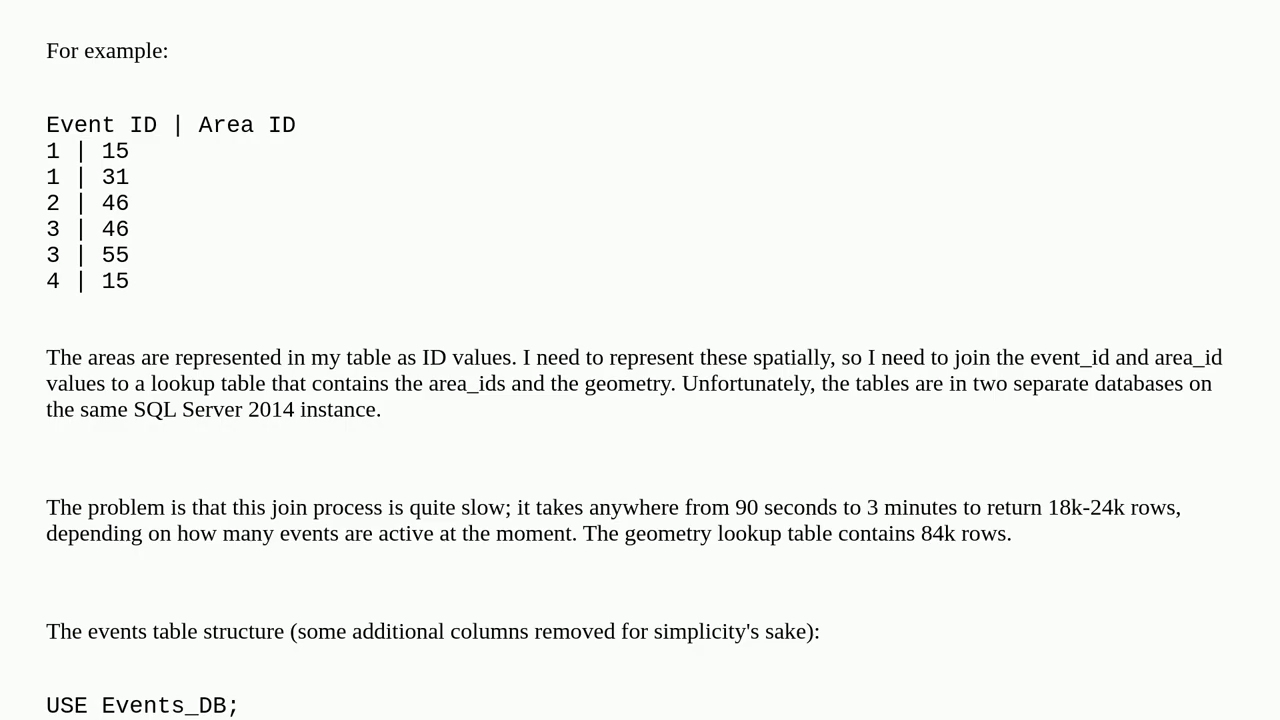 For example:
Event ID | Area ID
1 | 15
1 | 31
2 | 46
3 | 46
3 | 55
4 | 15
The areas are represented in my table as ID values. I need to represent these spatially, so I need to join the event_id and area_id
values to a lookup table that contains the area_ids and the geometry. Unfortunately, the tables are in two separate databases on
the same SQL Server 2014 instance.
The problem is that this join process is quite slow; it takes anywhere from 90 seconds to 3 minutes to return 18k-24k rows,
depending on how many events are active at the moment. The geometry lookup table contains 84k rows.
The events table structure (some additional columns removed for simplicity's sake):
USE Events_DB;